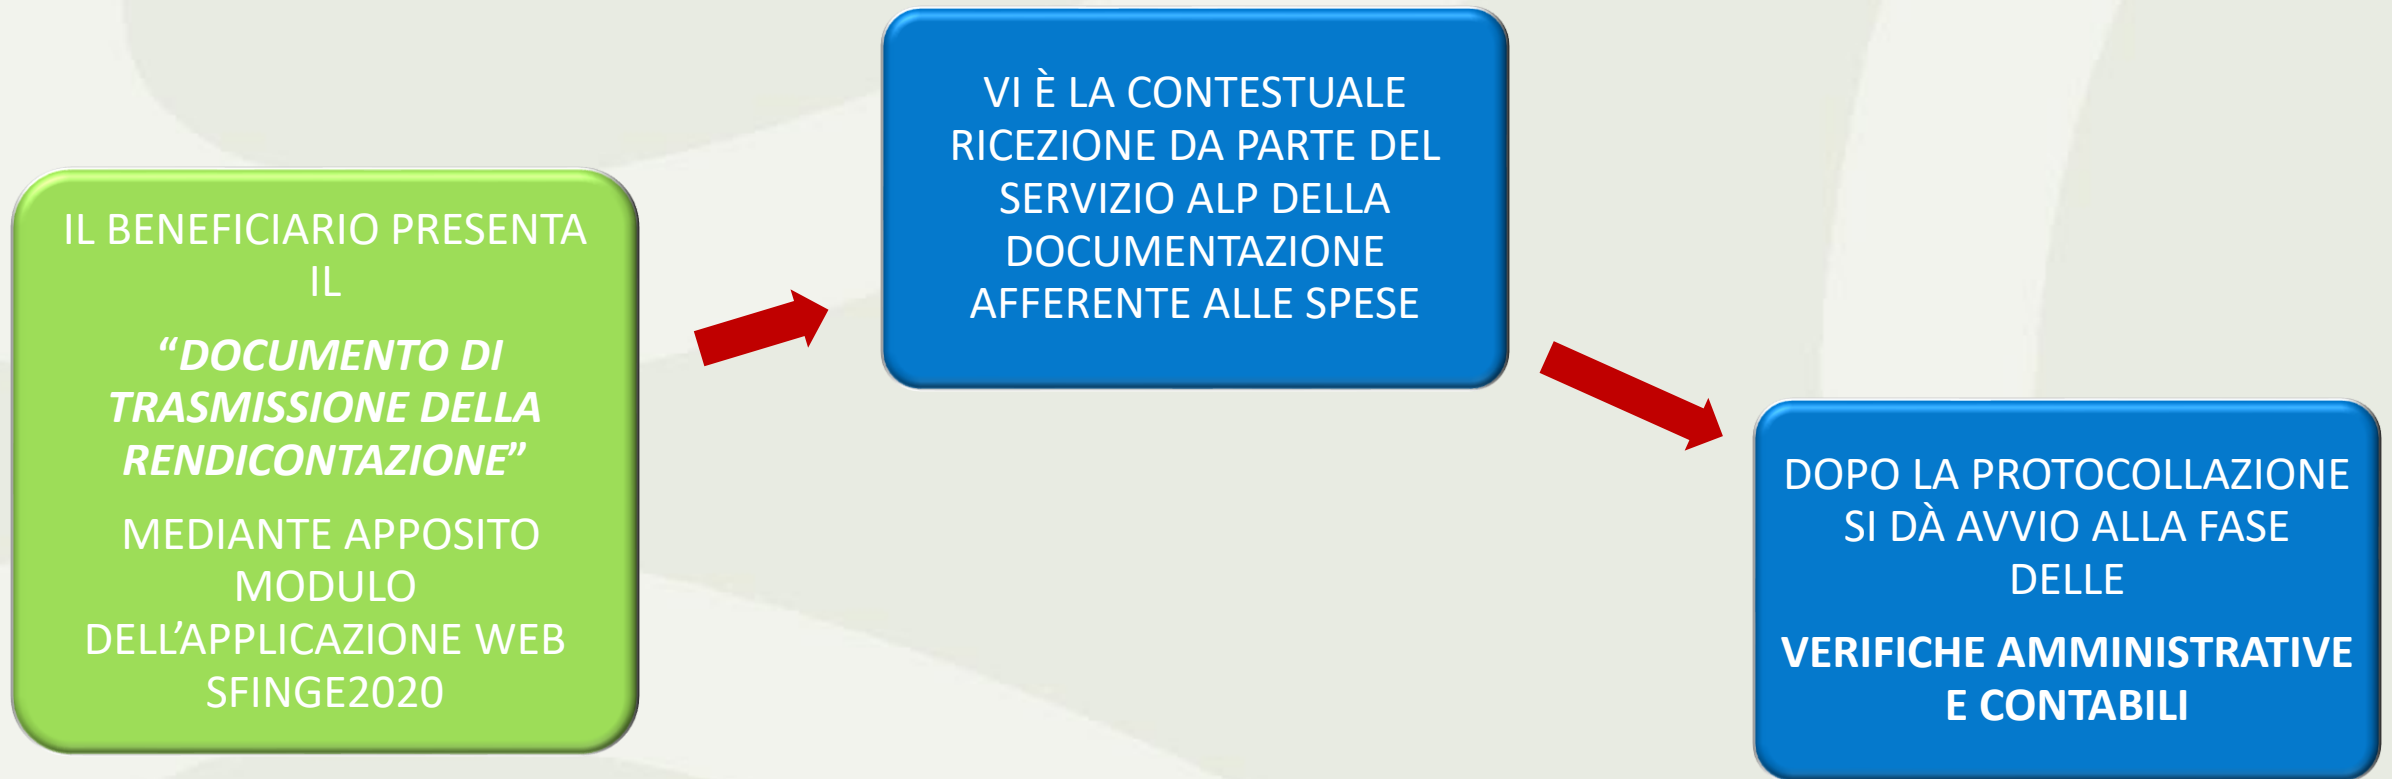 IL BENEFICIARIO PRESENTA
IL
“DOCUMENTO DI
TRASMISSIONE DELLA
RENDICONTAZIONE”
MEDIANTE APPOSITO
MODULO
DELL’APPLICAZIONE WEB
SFINGE2020
VI È LA CONTESTUALE
RICEZIONE DA PARTE DEL
SERVIZIO ALP DELLA
DOCUMENTAZIONE
AFFERENTE ALLE SPESE
DOPO LA PROTOCOLLAZIONE
SI DÀ AVVIO ALLA FASE
DELLE
VERIFICHE AMMINISTRATIVE
E CONTABILI